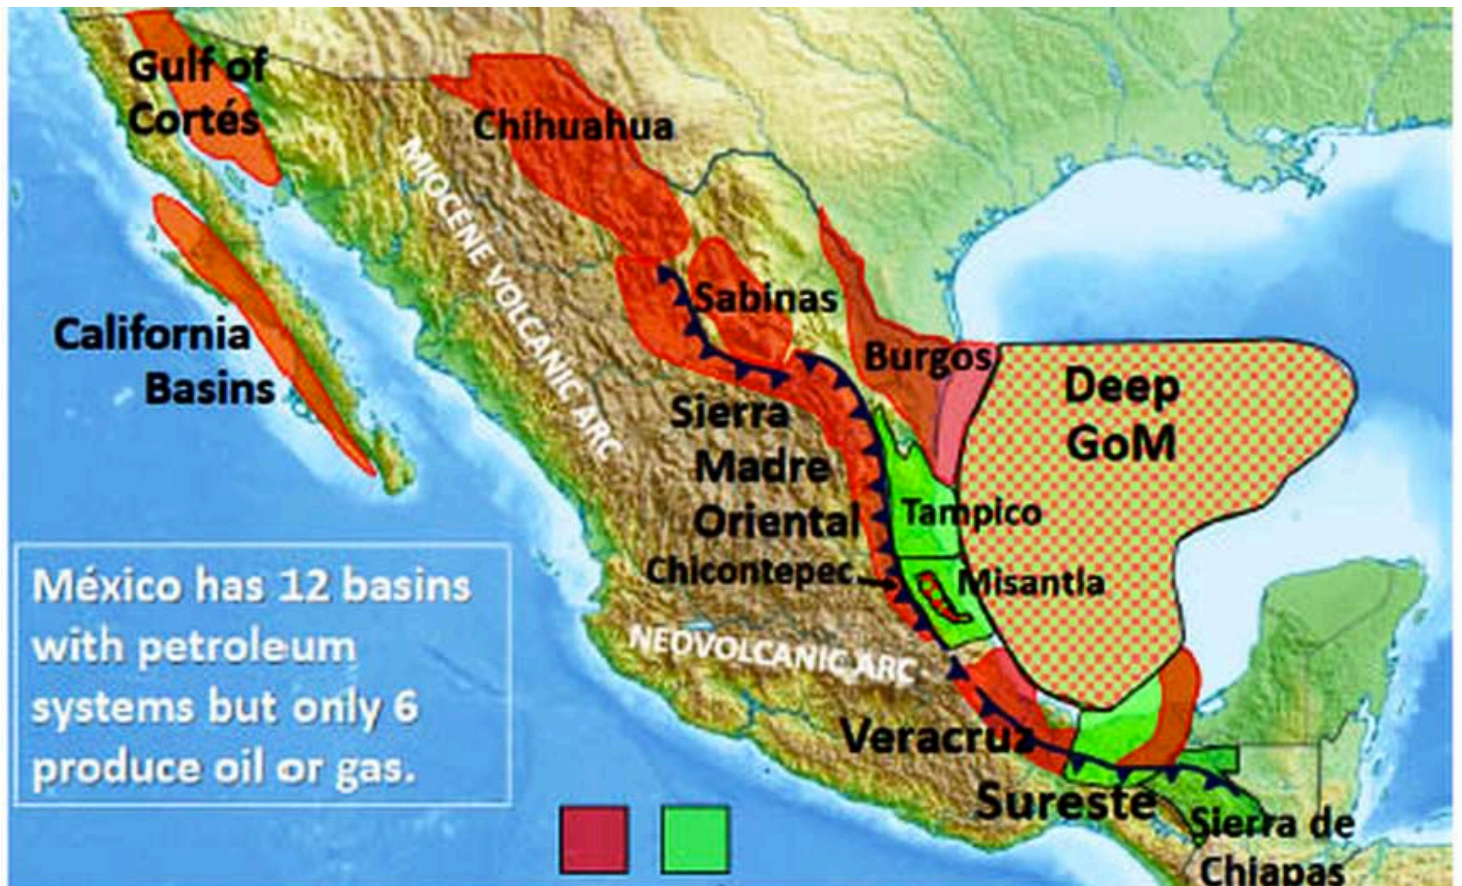 Gulf of
Cortés
Chihuahua
MIOCENE VOLCANIC ARC
Sabinas
California
Basins
Burgos
Deep
GoM
Sierra
Madre
Oriental
Tampico
Chicontepec
Misantla
México has 12 basins
with petroleum
systems but only 6
produce oil or gas.
NEOVOLCANIC ARC
Veracruz
Sureste
Sierra de
Chiapas